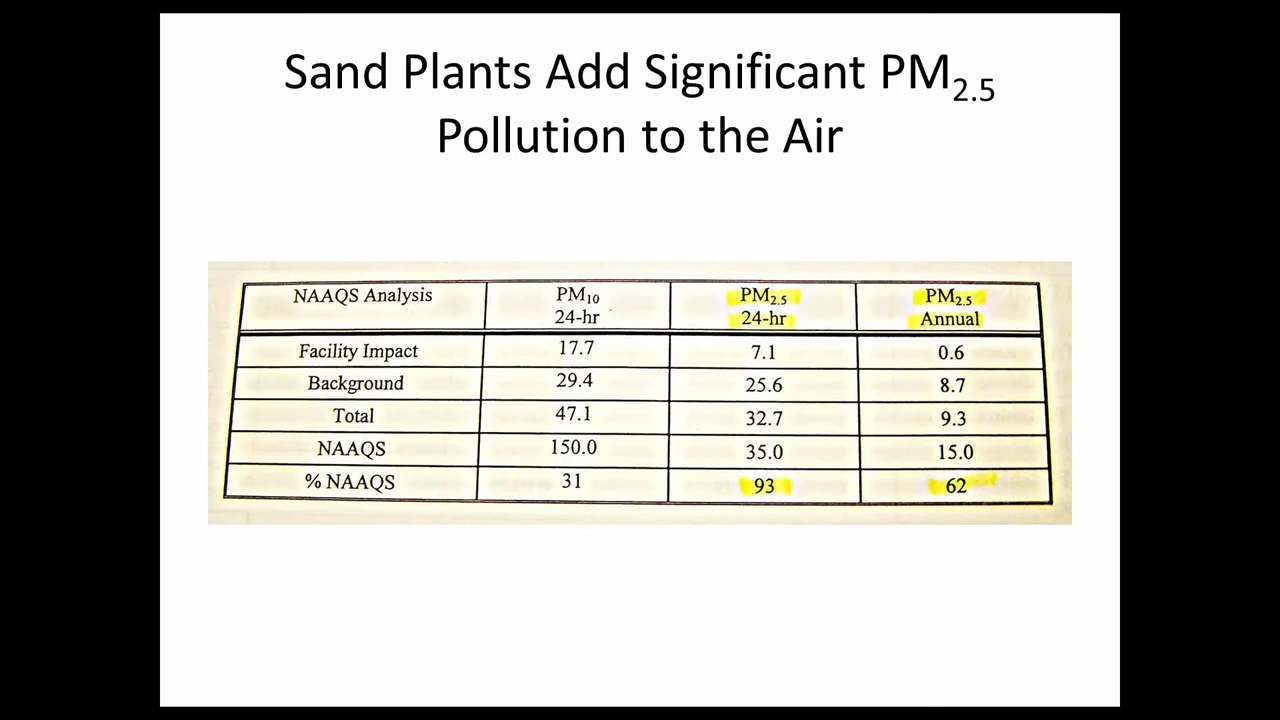 Sand Plants Add Significant PM2.5
Pollution to the Air
NAAQS Analysis PM10 24-hr PM2.5 24-hr PM2.5 Annual
Facility Impact 17.7 7.1 0.6
Background 29.4 25.6 8.7
Total 47.1 32.7 9.3
NAAQS 150.0 35.0 15.0
% NAAQS 31 93 62